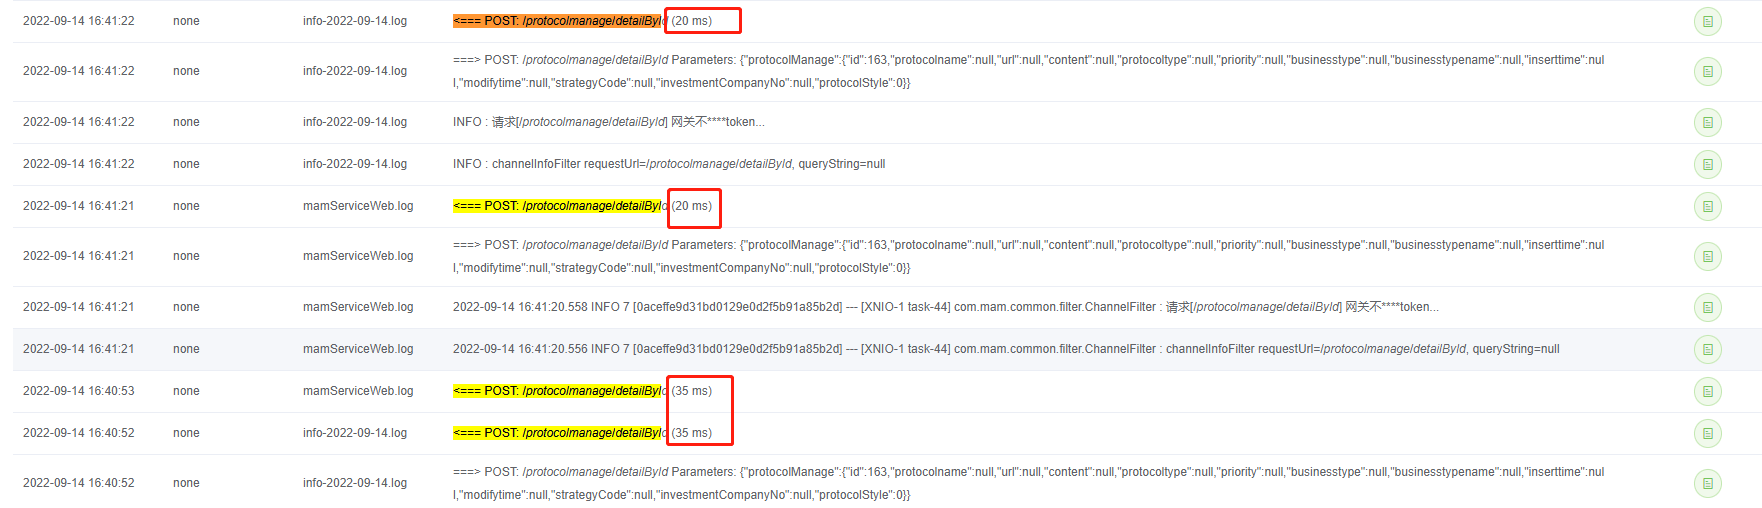 2022-09-14 16:41:22 none info-2022-09-14.log <=== POST: /protocolmanage/detailById (20 ms)
2022-09-14 16:41:22 none info-2022-09-14.log ===> POST: /protocolmanage/detailById Parameters: {"protocolManage":{"id":163,"protocolname":null,"url":null,"content":null,"protocoltype":null,"priority":null,"businesstype":null,"businesstypename":null,"inserttime":nul
l,"modifytime":null,"strategyCode":null,"investmentCompanyNo":null,"protocolStyle":0}}
2022-09-14 16:41:22 none info-2022-09-14.log INFO : 请求[/protocolmanage/detailById] 网关不****token...
2022-09-14 16:41:22 none info-2022-09-14.log INFO : channelInfoFilter requestUrl=/protocolmanage/detailById, queryString=null
2022-09-14 16:41:21 none mamServiceWeb.log <=== POST: /protocolmanage/detailById (20 ms)
2022-09-14 16:41:21 none mamServiceWeb.log ===> POST: /protocolmanage/detailById Parameters: {"protocolManage":{"id":163,"protocolname":null,"url":null,"content":null,"protocoltype":null,"priority":null,"businesstype":null,"businesstypename":null,"inserttime":nul
l,"modifytime":null,"strategyCode":null,"investmentCompanyNo":null,"protocolStyle":0}}
2022-09-14 16:41:21 none mamServiceWeb.log 2022-09-14 16:41:20.558 INFO 7 [0aceffe9d31bd0129e0d2f5b91a85b2d] --- [XNIO-1 task-44] com.mam.common.filter.ChannelFilter : 请求[/protocolmanage/detailById] 网关不****token...
2022-09-14 16:41:21 none mamServiceWeb.log 2022-09-14 16:41:20.556 INFO 7 [0aceffe9d31bd0129e0d2f5b91a85b2d] --- [XNIO-1 task-44] com.mam.common.filter.ChannelFilter : channelInfoFilter requestUrl=/protocolmanage/detailById, queryString=null
2022-09-14 16:40:53 none mamServiceWeb.log <=== POST: /protocolmanage/detailById (35 ms)
2022-09-14 16:40:52 none info-2022-09-14.log <=== POST: /protocolmanage/detailById (35 ms)
2022-09-14 16:40:52 none info-2022-09-14.log ===> POST: /protocolmanage/detailById Parameters: {"protocolManage":{"id":163,"protocolname":null,"url":null,"content":null,"protocoltype":null,"priority":null,"businesstype":null,"businesstypename":null,"inserttime":nul
l,"modifytime":null,"strategyCode":null,"investmentCompanyNo":null,"protocolStyle":0}}